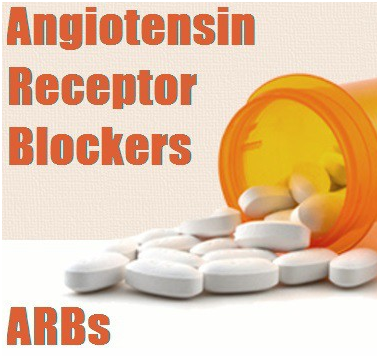 Angiotensin
Receptor
Blockers
ARBs